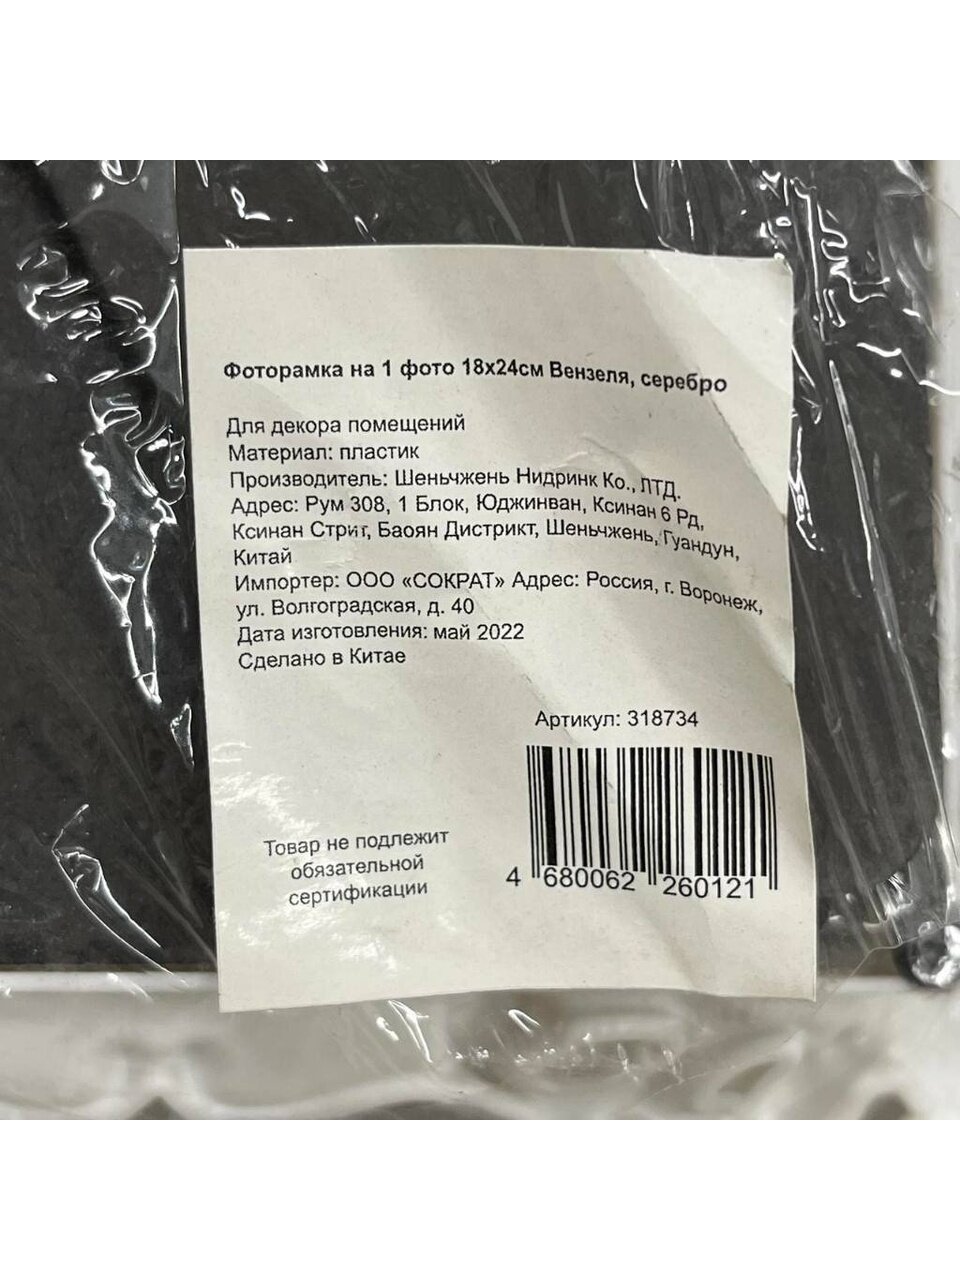 Фоторамка на 1 фото 18х24см Вензеля, серебро
Для декора помещений
Материал: пластик
Производитель: Шеньчжень Нидринк Ко., ЛТД.
Адрес: Рум 308, 1 Блок, Юджинван, Ксинан 6 Рд,
Ксинан Стрит, Баоян Дистрикт, Шеньчжень, Гуандун,
Китай
Импортер: ООО «СОКРАТ» Адрес: Россия, г. Воронеж,
ул. Волгоградская, д. 40
Дата изготовления: май 2022
Сделано в Китае
Артикул: 318734
Товар не подлежит
обязательной
сертификации
4 680062 260121